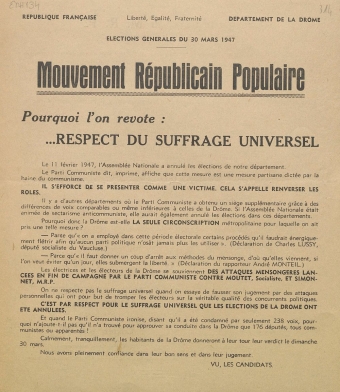 REPUBLIQUE FRANÇAISE Liberté, Egalité, Fraternité DEPARTEMENT DE LA DROME
ELECTIONS GENERALES DU 30 MARS 1947
Mouvement Républicain Populaire
Pourquoi l'on revote :
...RESPECT DU SUFFRAGE UNIVERSEL
Le 11 février 1947, l'Assemblée Nationale a annulé les élections de notre département.
Le Parti Communiste dit, imprime, affiche que cette mesure est une mesure partisane dictée par la
haine du communisme.
IL S'EFFORCE DE SE PRESENTER COMME UNE VICTIME. CELA S'APPELLE RENVERSER LES
ROLES.
Il y a d'autres départements où le Parti Communiste a obtenu un siège supplémentaire grâce à des
différences de voix comparables ou même inférieures à celles de la Drôme. Si l'Assemblée Nationale était
animée de sectarisme anticommuniste, elle aurait également annulé les élections dans ces départements.
Pourquoi donc la Drôme est-elle LA SEULE CIRCONSCRIPTION métropolitaine pour laquelle on ait
pris une telle mesure ?
— Parce qu'« on a employé dans cette période électorale certains procédés qu'il faudrait énergique-
ment flétrir afin qu'aucun parti politique n'osât jamais plus les utiliser ». (Déclaration de Charles LUSSY,
député socialiste du Vaucluse.)
— Parce que « il faut donner un coup d'arrêt aux méthodes du mensonge, d'où qu'elles viennent, si
l'on veut éviter qu'un jour, elles submergent la liberté. » (Déclaration du rapporteur André MONTEIL.)
Les électrices et les électeurs de la Drôme se souviennent DES ATTAQUES MENSONGERES LAN-
CEES EN FIN DE CAMPAGNE PAR LE PARTI COMMUNISTE CONTRE MOUTET, Socialiste, ET SIMON-
NET, M.R.P.
On ne respecte pas le suffrage universel quand on essaye de fausser son jugement par des attaques
personnelles qui ont pour but de tromper les électeurs sur la véritable qualité des concurrents politiques.
C'EST PAR RESPECT POUR LE SUFFRAGE UNIVERSEL QUE LES ELECTIONS DE LA DROME ONT
ETE ANNULEES.
Et quand le Parti Communiste ironise, disant qu'il a été condamné par seulement 238 voix, pour-
quoi n'ajoute-t-il pas qu'il n'a trouvé pour approuver sa conduite dans la Drôme que 176 députés, tous com-
munistes ou apparentés !
Calmement, tranquillement, les habitants de la Drôme donneront à leur tour leur verdict le dimanche
30 mars.
Nous avons pleinement confiance dans leur bon sens et dans leur jugement.
VU, LES CANDIDATS.